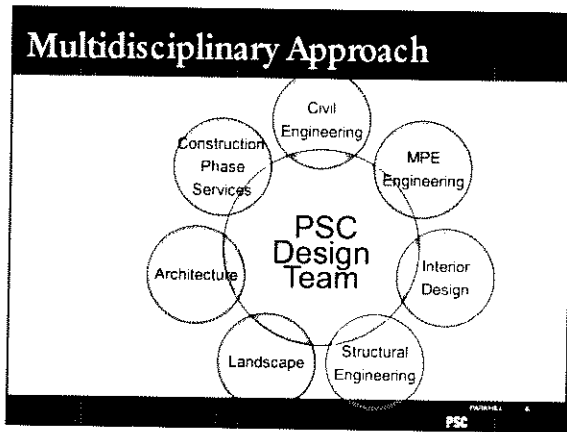 Multidisciplinary Approach
Civil
Engineering
Construction
Phase
Services
MPE
Engineering
PSC
Design
Team
Architecture
Interior
Design
Landscape
Structural
Engineering
PARKHILL
PSC